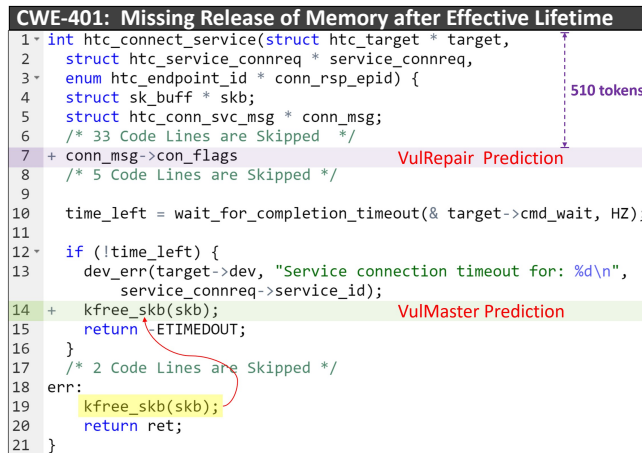 CWE-401: Missing Release of Memory after Effective Lifetime
1 int htc_connect_service(struct htc_target * target,
2 struct htc_service_connreq * service_connreq,
3 enum htc_endpoint_id * conn_rsp_epid) {
4 struct sk_buff * skb;
5 struct htc_conn_svc_msg * conn_msg;
510 tokens
6 /* 33 Code Lines are Skipped */
7 + conn_msg->con_flags VulRepair Prediction
8 /* 5 Code Lines are Skipped */
9
10 time_left = wait_for_completion_timeout(& target->cmd_wait, HZ);
11
12 if (!time_left) {
13 dev_err(target->dev, "Service connection timeout for: %d\n",
service_connreq->service_id);
14 + kfree_skb(skb); VulMaster Prediction
15 return -ETIMEDOUT;
16 }
17 /* 2 Code Lines are Skipped */
18 err:
19 kfree_skb(skb);
20 return ret;
21 }